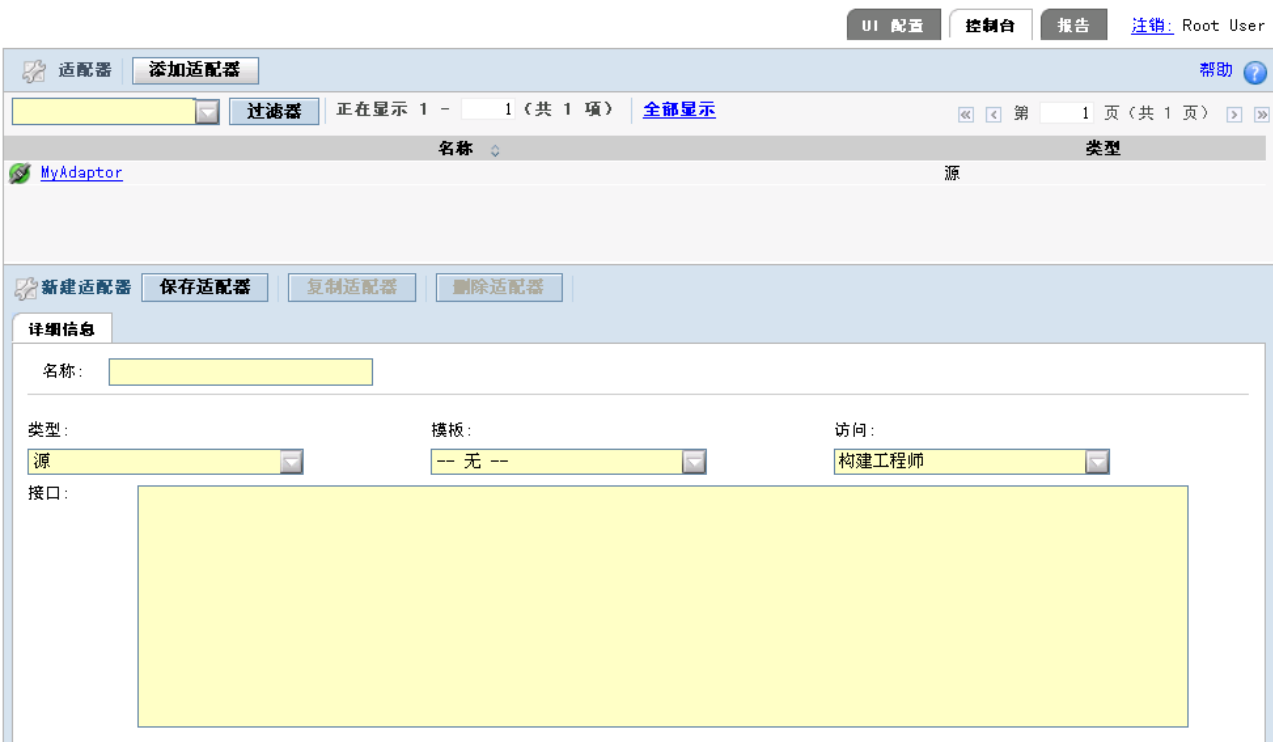 UI 配置 控制台 报告 注销: Root User
适配器 添加适配器 帮助 ?
过滤器 正在显示 1 - 1 (共 1 项) 全部显示 第 1 页 (共 1 页)
名称 类型
MyAdaptor 源
新建适配器 保存适配器 复制适配器 删除适配器
详细信息
名称:
类型: 模板: 访问:
源 -- 无 -- 构建工程师
接口: